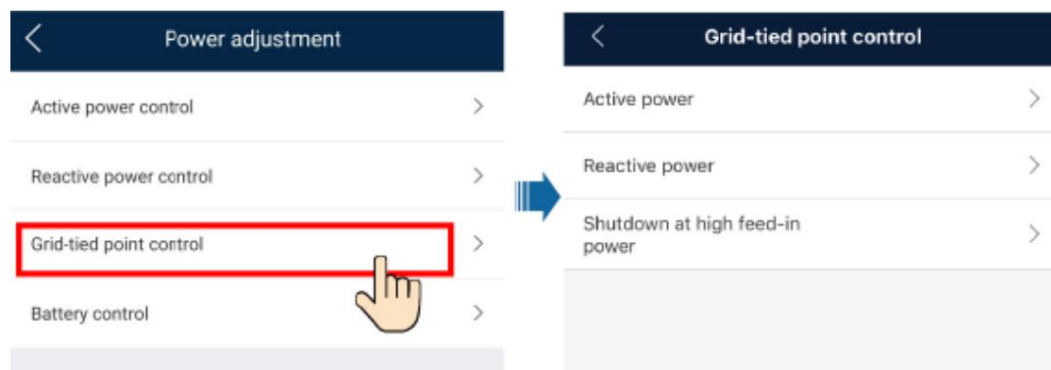 Power adjustment
Active power control
Reactive power control
Grid-tied point control
Battery control
Grid-tied point control
Active power
Reactive power
Shutdown at high feed-in
power